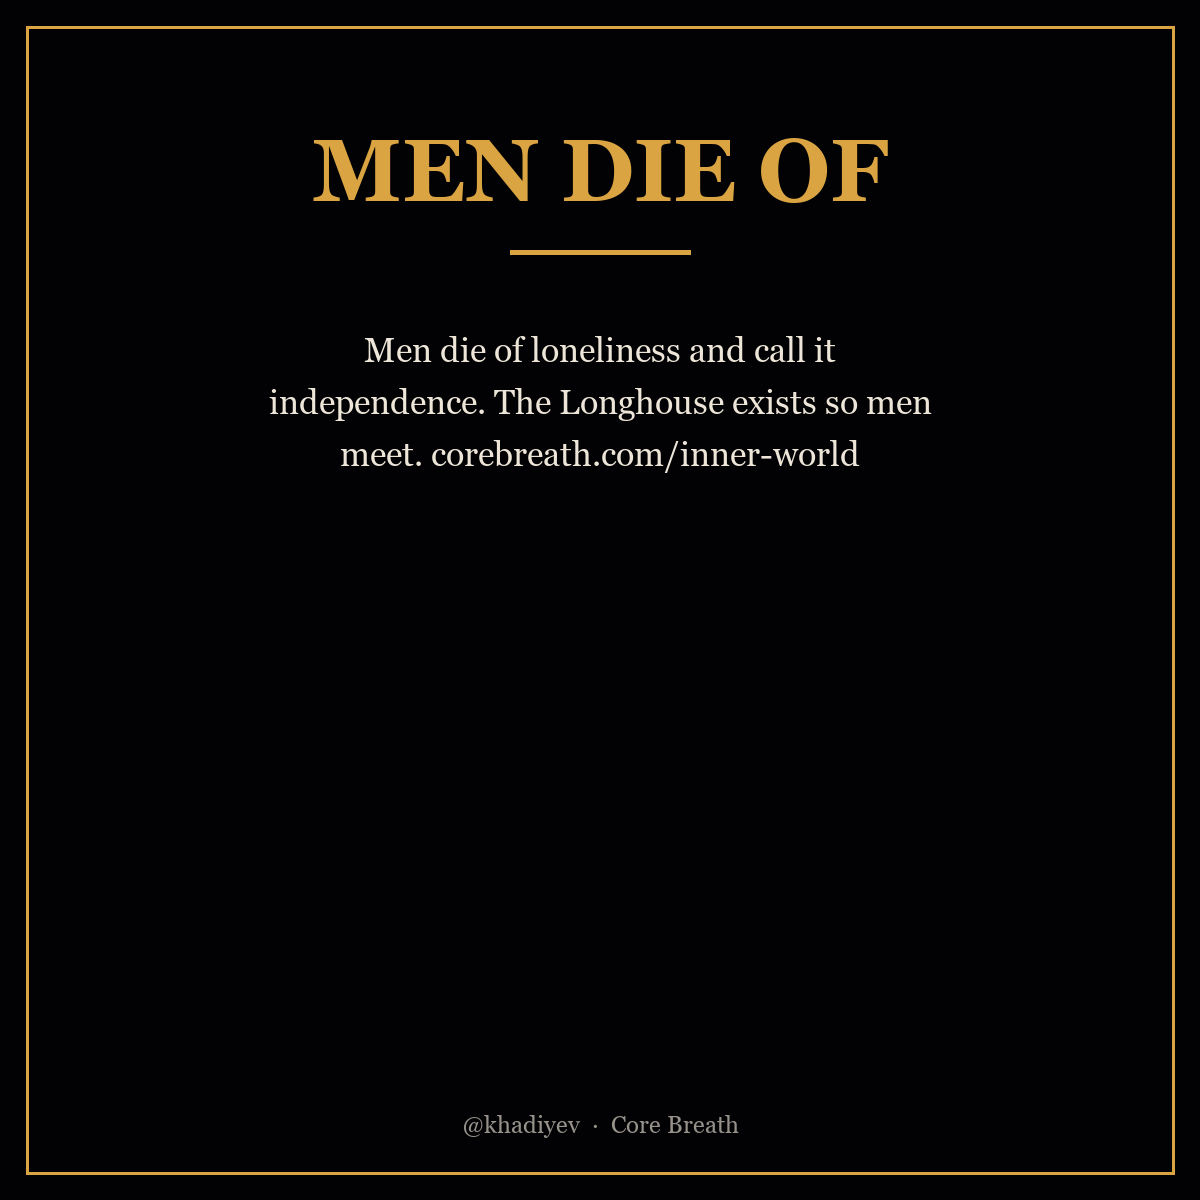 MEN DIE OF
Men die of loneliness and call it
independence. The Longhouse exists so men
meet. corebreath.com/inner-world
@khadiyev · Core Breath